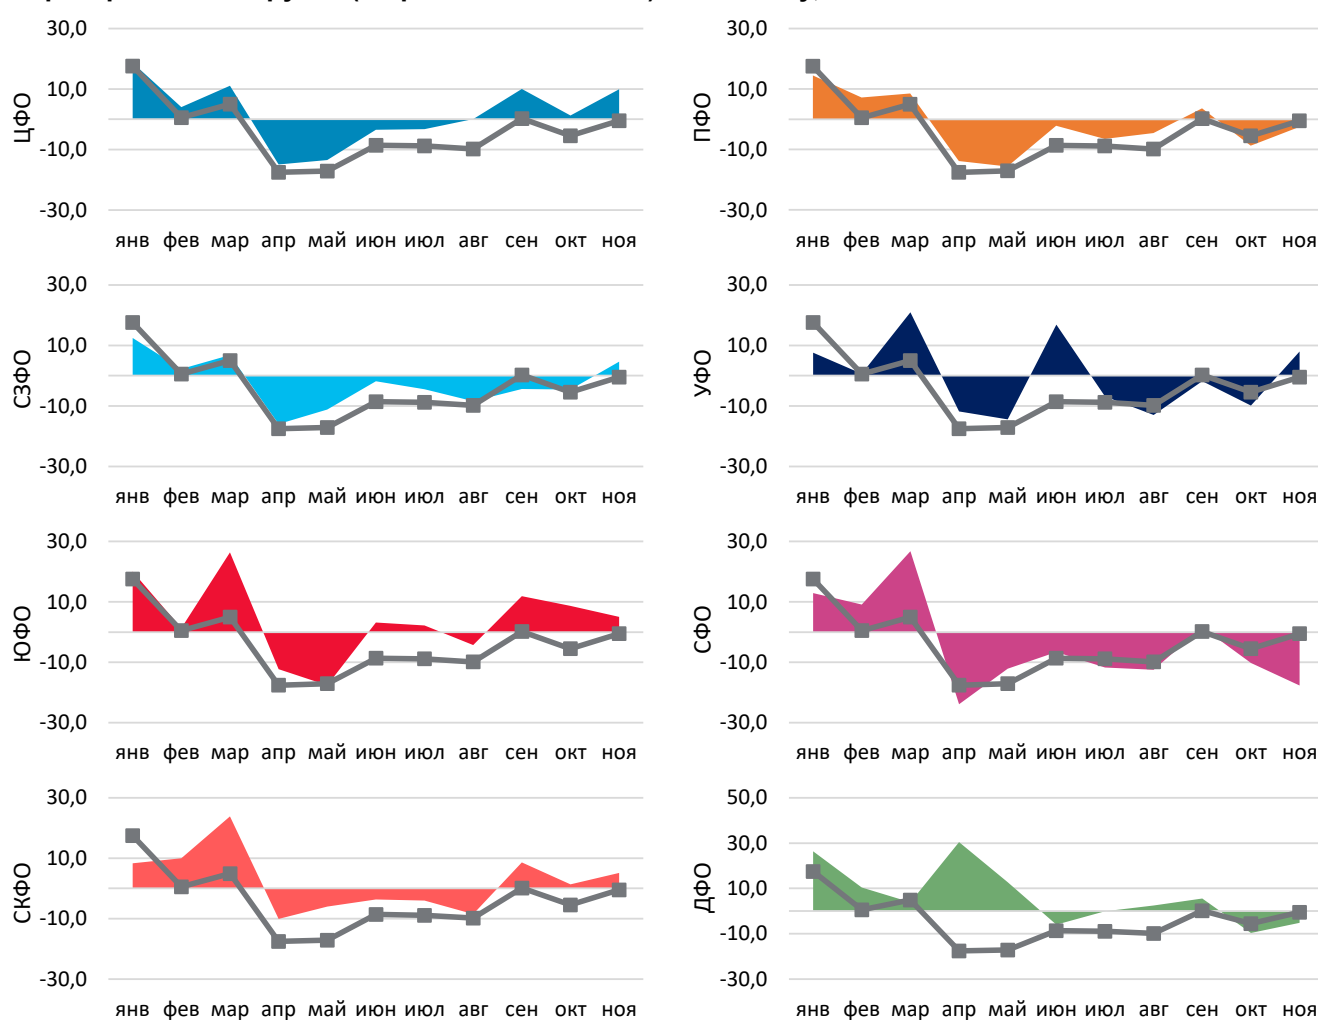 30,0
10,0
-10,0
-30,0
ЦФО
янв фев мар апр май июн июл авг сен окт ноя
30,0
10,0
-10,0
-30,0
ПФО
янв фев мар апр май июн июл авг сен окт ноя
30,0
10,0
-10,0
-30,0
СЗФО
янв фев мар апр май июн июл авг сен окт ноя
30,0
10,0
-10,0
-30,0
УФО
янв фев мар апр май июн июл авг сен окт ноя
30,0
10,0
-10,0
-30,0
ЮФО
янв фев мар апр май июн июл авг сен окт ноя
30,0
10,0
-10,0
-30,0
СФО
янв фев мар апр май июн июл авг сен окт ноя
30,0
10,0
-10,0
-30,0
СКФО
янв фев мар апр май июн июл авг сен окт ноя
50,0
30,0
10,0
-10,0
-30,0
ДФО
янв фев мар апр май июн июл авг сен окт ноя